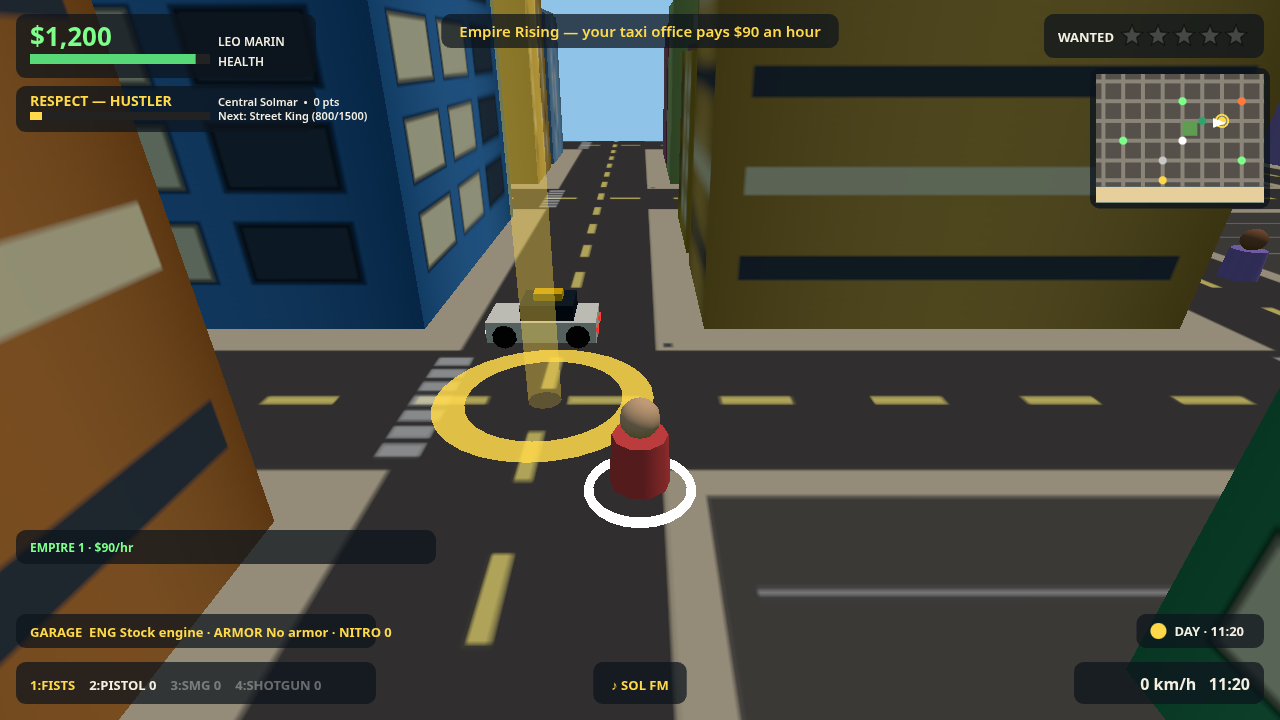 $1,200
LEO MARIN
HEALTH
Empire Rising — your taxi office pays $90 an hour
WANTED
RESPECT — HUSTLER
Central Solmar • 0 pts
Next: Street King (800/1500)
EMPIRE 1 · $90/hr
GARAGE ENG Stock engine · ARMOR No armor · NITRO 0
DAY · 11:20
1:FISTS 2:PISTOL 0 3:SMG 0 4:SHOTGUN 0
♪ SOL FM
0 km/h 11:20